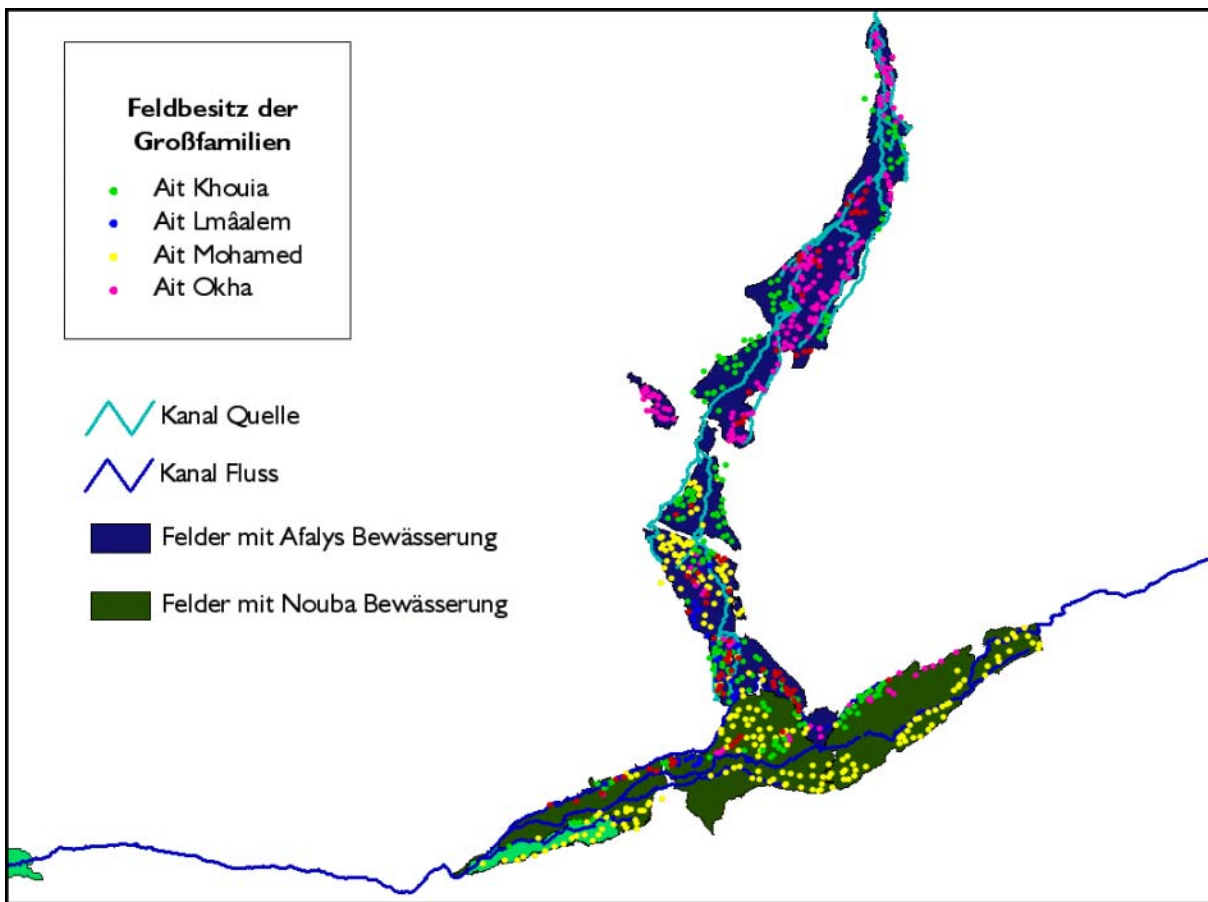 Feldbesitz der
Großfamilien
Ait Khouia
Ait Lmâalem
Ait Mohamed
Ait Okha
Kanal Quelle
Kanal Fluss
Felder mit Afalys Bewässerung
Felder mit Nouba Bewässerung